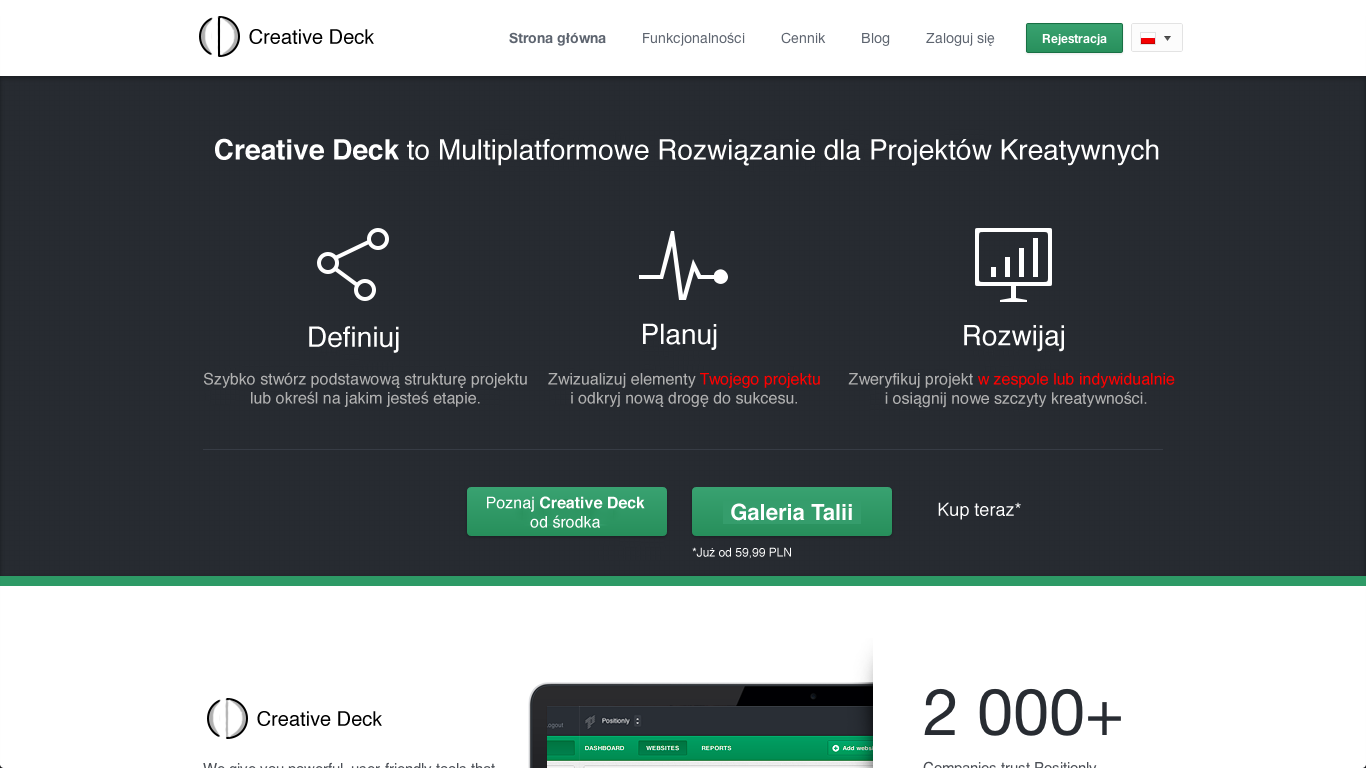 Creative Deck
Strona główna Funkcjonalności Cennik Blog Zaloguj się Rejestracja
Creative Deck to Multiplatformowe Rozwiązanie dla Projektów Kreatywnych
Definiuj
Szybko stwórz podstawową strukturę projektu
lub określ na jakim jesteś etapie.
Planuj
Zwizualizuj elementy Twojego projektu
i odkryj nową drogę do sukcesu.
Rozwijaj
Zweryfikuj projekt w zespole lub indywidualnie
i osiągnij nowe szczyty kreatywności.
Poznaj Creative Deck
od środka
Galeria Talii
Kup teraz*
*Już od 59,99 PLN
Creative Deck
We give you powerful, user-friendly tools that
ogout Positionly
DASHBOARD WEBSITES REPORTS Add websi
2 000+
Companies trust Positionly